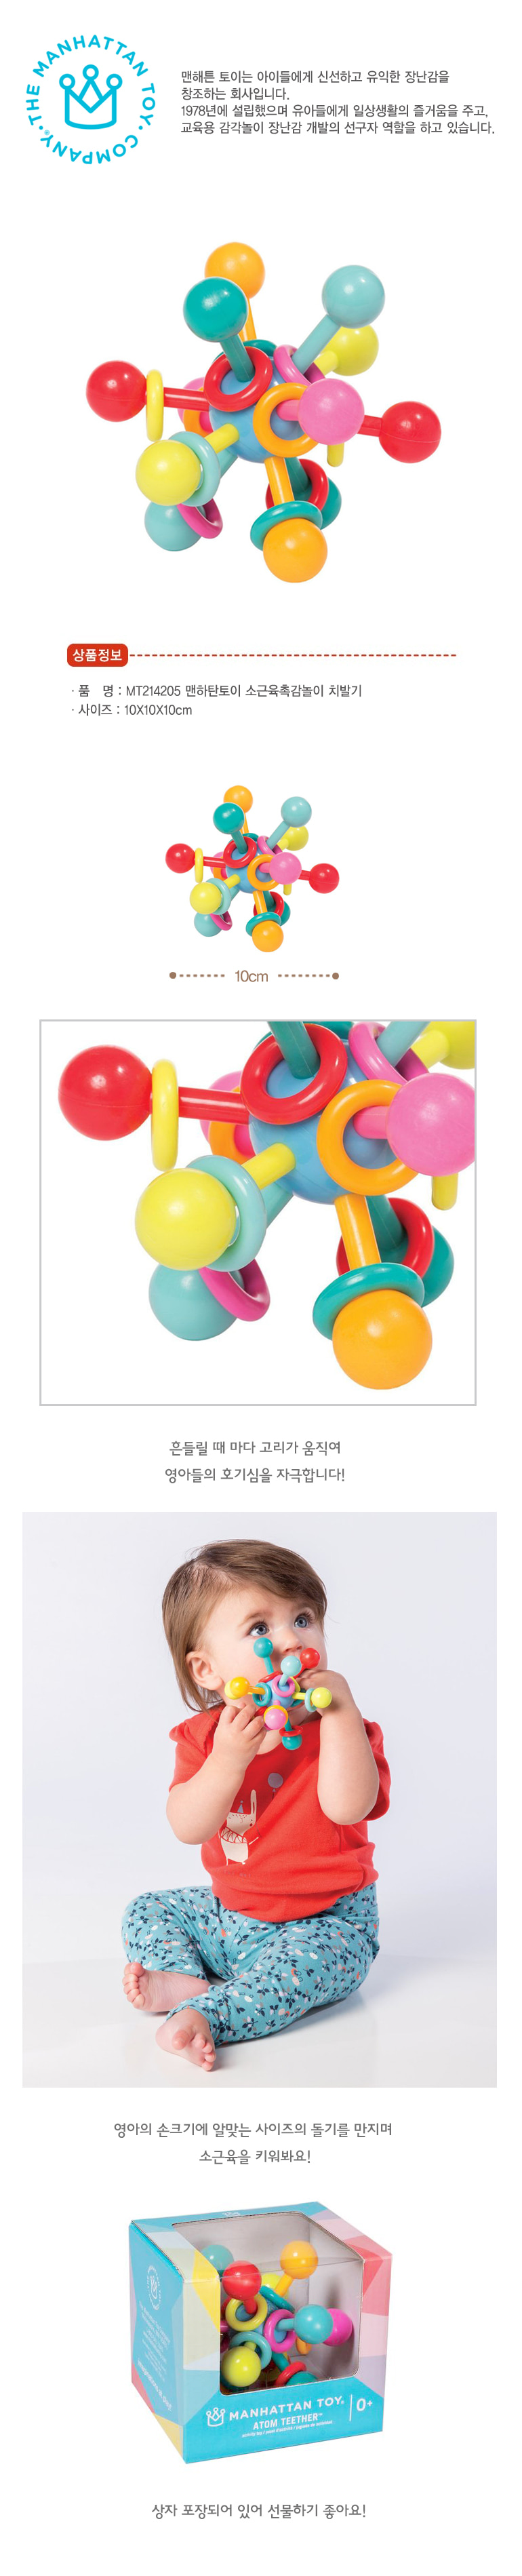 THE MANHATTAN TOY COMPANY
맨해튼 토이는 아이들에게 신선하고 유익한 장난감을
창조하는 회사입니다.
1978년에 설립했으며 유아들에게 일상생활의 즐거움을 주고,
교육용 감각놀이 장난감 개발의 선구자 역할을 하고 있습니다.
상품정보
· 품 명 : MT214205 맨하탄토이 소근육촉감놀이 치발기
· 사이즈 : 10X10X10cm
10cm
흔들릴 때 마다 고리가 움직여
영아들의 호기심을 자극합니다!
영아의 손크기에 알맞는 사이즈의 돌기를 만지며
소근육을 키워봐요!
MANHATTAN TOY. 0+
ATOM TEETHER™
상자 포장되어 있어 선물하기 좋아요!